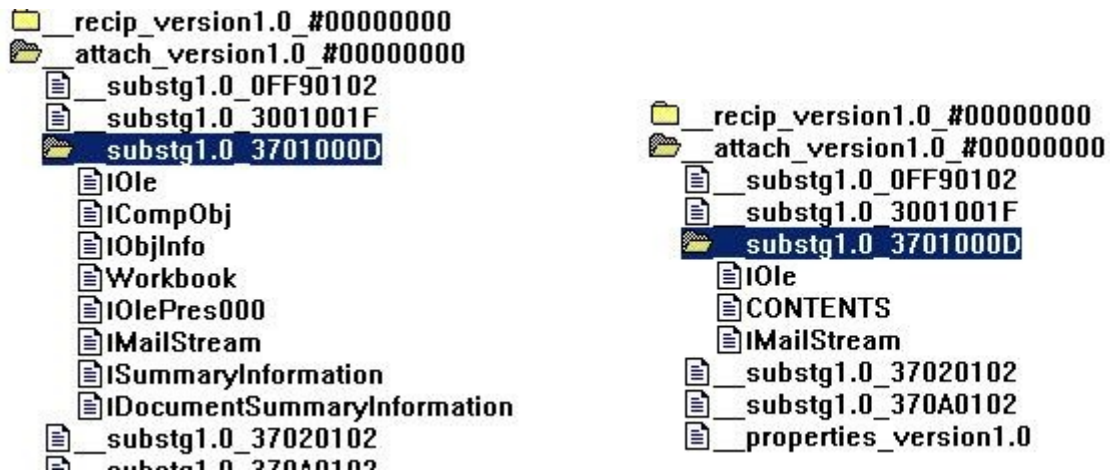 __recip_version1.0_#00000000
__attach_version1.0_#00000000
__substg1.0_0FF90102
__substg1.0_3001001F
__substg1.0_3701000D
|Ole
|CompObj
|ObjInfo
Workbook
|OlePres000
|MailStream
|SummaryInformation
|DocumentSummaryInformation
__substg1.0_37020102
__substg1.0_370A0102
__recip_version1.0_#00000000
__attach_version1.0_#00000000
__substg1.0_0FF90102
__substg1.0_3001001F
__substg1.0_3701000D
|Ole
CONTENTS
|MailStream
__substg1.0_37020102
__substg1.0_370A0102
__properties_version1.0